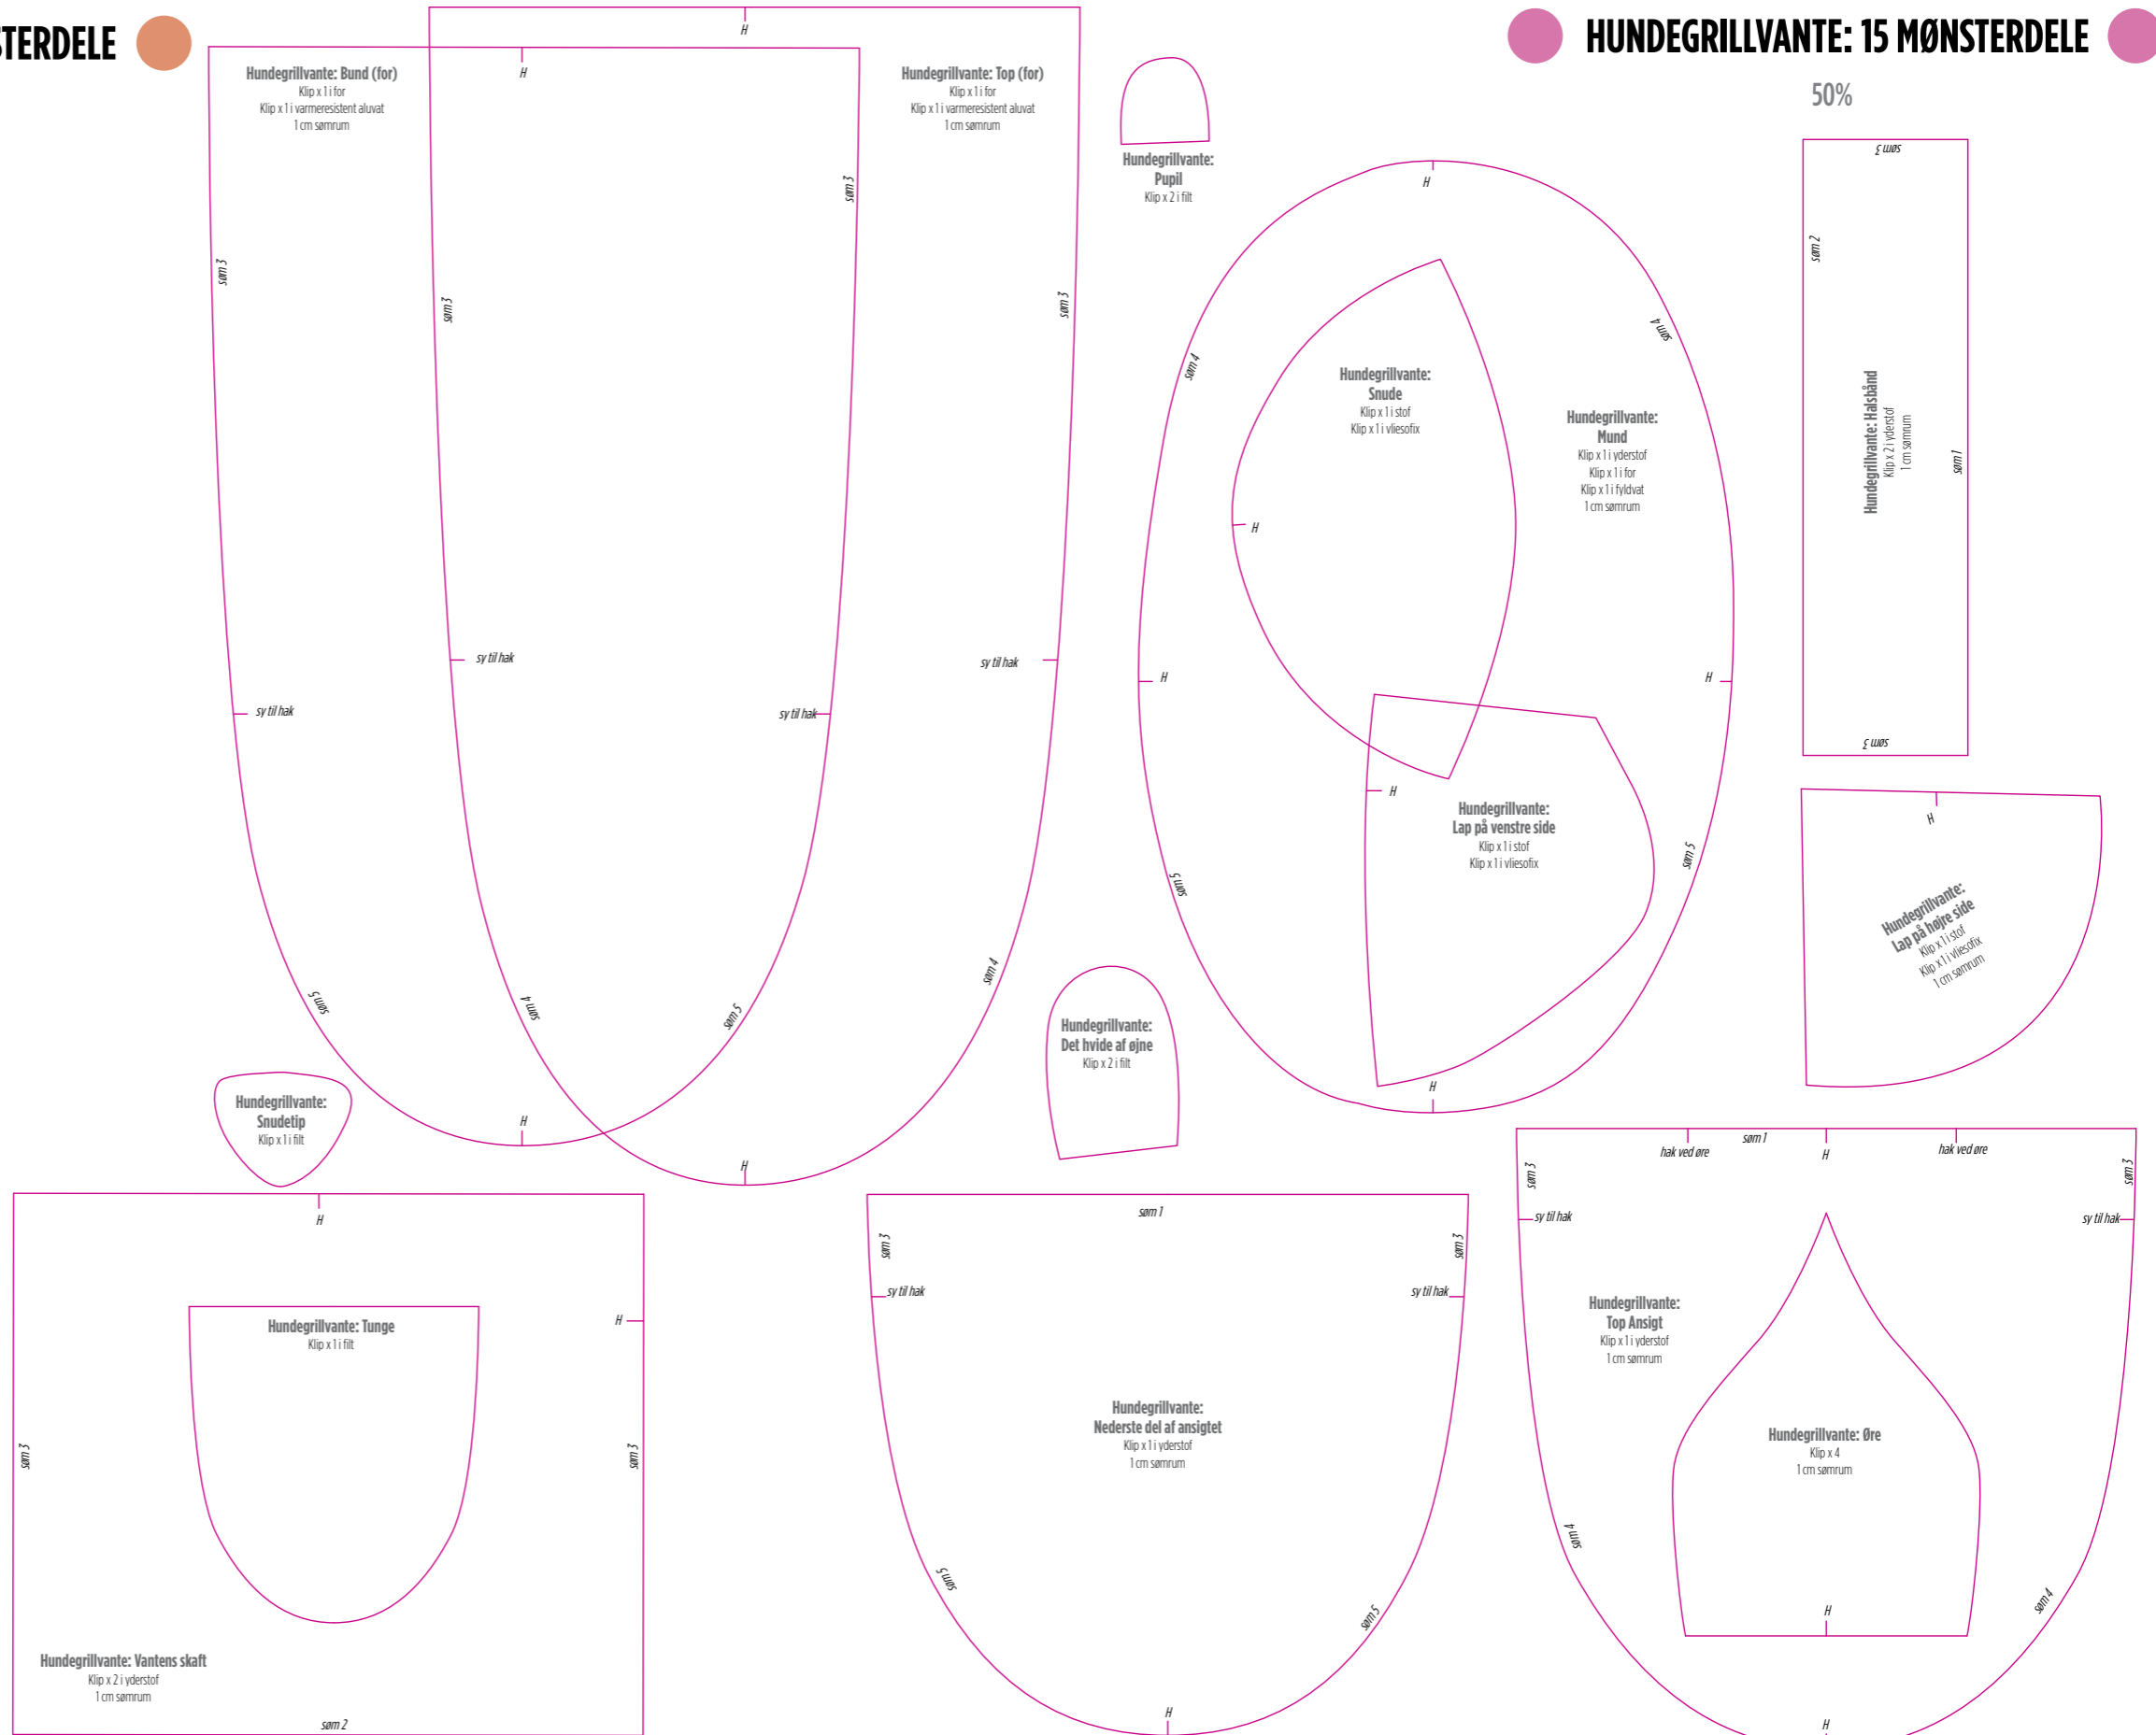 STERDELE
HUNDEGRILLVANTE: 15 MØNSTERDELE
50%
H
H
Hundegrillvante: Bund (for)
Klip x 1 i for
Klip x 1 i varmeresistent aluvat
1 cm sømrum
søm 3
søm 3
sy til hak
sy til hak
søm 5
søm 5
H
Hundegrillvante: Top (for)
Klip x 1 i for
Klip x 1 i varmeresistent aluvat
1 cm sømrum
søm 3
søm 3
sy til hak
sy til hak
søm 4
søm 4
H
Hundegrillvante:
Pupil
Klip x 2 i filt
H
søm 4
søm 4
Hundegrillvante:
Snude
Klip x 1 i stof
Klip x 1 i vliesofix
H
Hundegrillvante:
Mund
Klip x 1 i yderstof
Klip x 1 i for
Klip x 1 i fyldvat
1 cm sømrum
H
H
H
Hundegrillvante:
Lap på venstre side
Klip x 1 i stof
Klip x 1 i vliesofix
søm 5
søm 5
H
søm 3
søm 2
Hundegrillvante: Halsbånd
Klip x 2 i yderstof
1 cm sømrum
søm 1
søm 3
H
Hundegrillvante:
Lap på højre side
Klip x 1 i stof
Klip x 1 i vliesofix
1 cm sømrum
Hundegrillvante:
Det hvide af øjne
Klip x 2 i filt
Hundegrillvante:
Snudetip
Klip x 1 i filt
H
H
Hundegrillvante: Tunge
Klip x 1 i filt
søm 3
søm 3
Hundegrillvante: Vantens skaft
Klip x 2 i yderstof
1 cm sømrum
søm 2
søm 1
søm 3
søm 3
sy til hak
sy til hak
Hundegrillvante:
Nederste del af ansigtet
Klip x 1 i yderstof
1 cm sømrum
søm 5
søm 5
H
søm 1
hak ved øre
H
hak ved øre
søm 3
søm 3
sy til hak
sy til hak
Hundegrillvante:
Top Ansigt
Klip x 1 i yderstof
1 cm sømrum
Hundegrillvante: Øre
Klip x 4
1 cm sømrum
søm 4
søm 4
H
H